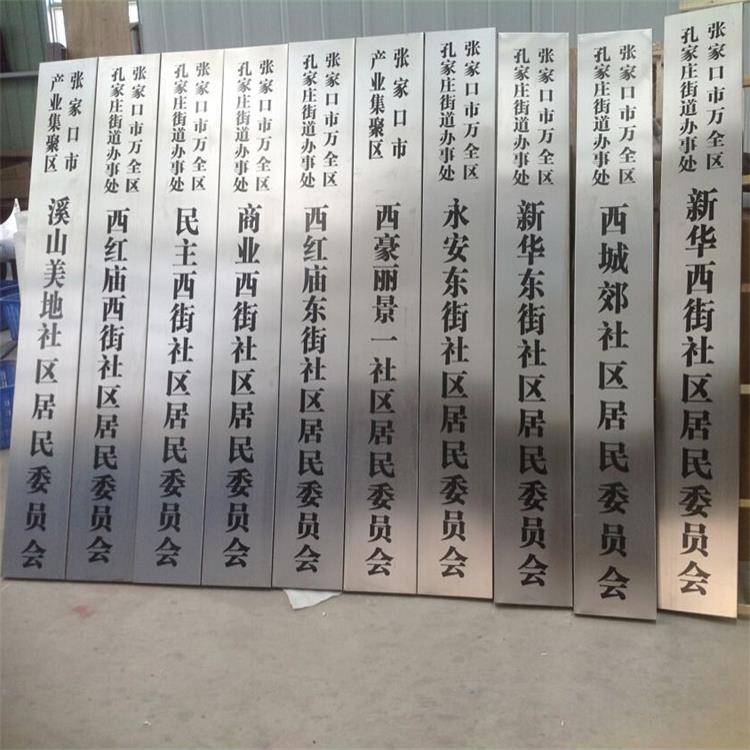 张家口市
产业集聚区
溪山美地社区居民委员会
张家口市万全区
孔家庄街道办事处
西红庙西街社区居民委员会
张家口市万全区
孔家庄街道办事处
民主西街社区居民委员会
张家口市万全区
孔家庄街道办事处
商业西街社区居民委员会
张家口市万全区
孔家庄街道办事处
西红庙东街社区居民委员会
张家口市
产业集聚区
西豪丽景一社区居民委员会
张家口市万全区
孔家庄街道办事处
永安东街社区居民委员会
张家口市万全区
孔家庄街道办事处
新华东街社区居民委员会
张家口市万全区
孔家庄街道办事处
西城郊社区居民委员会
张家口市万全区
孔家庄街道办事处
新华西街社区居民委员会